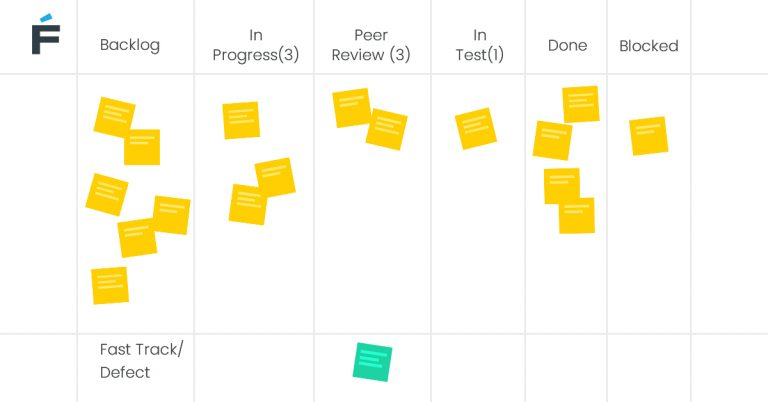 F́
Backlog
In
Progress(3)
Peer
Review (3)
In
Test(1)
Done
Blocked
Fast Track/
Defect